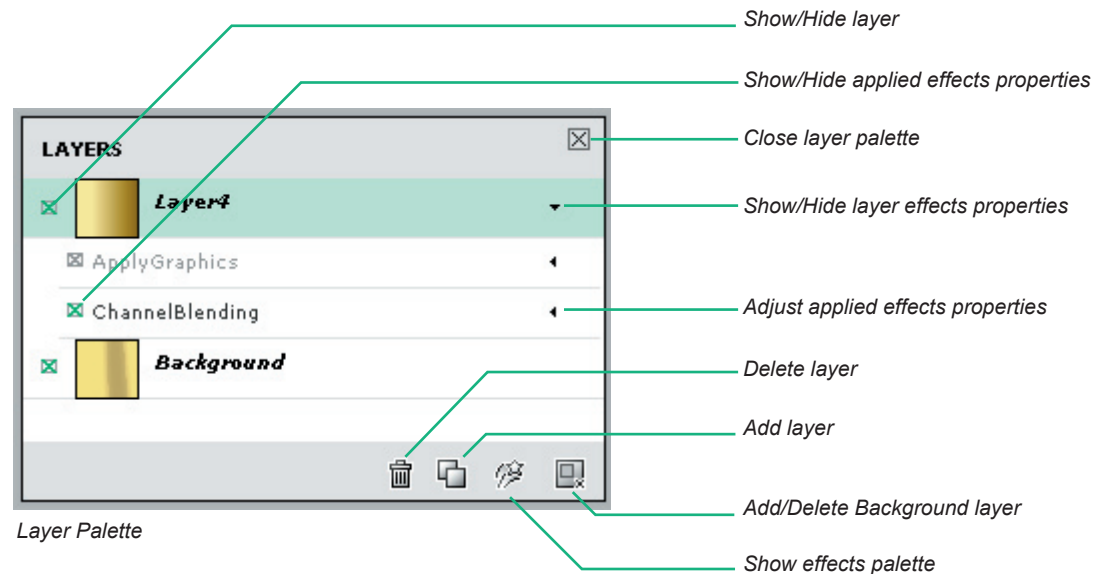 Show/Hide layer
Show/Hide applied effects properties
Close layer palette
LAYERS
Layer4
Show/Hide layer effects properties
ApplyGraphics
ChannelBlending
Adjust applied effects properties
Background
Delete layer
Add layer
Add/Delete Background layer
Layer Palette
Show effects palette